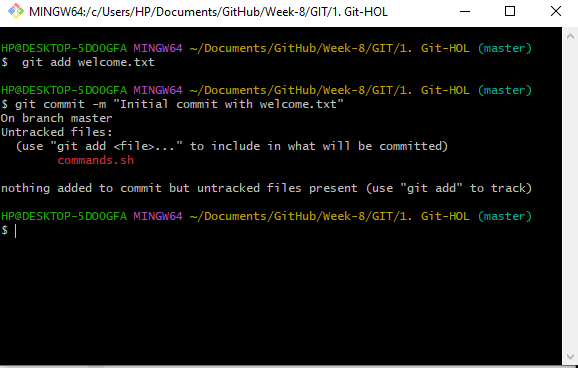 MINGW64:/c/Users/HP/Documents/GitHub/Week-8/GIT/1. Git-HOL
HP@DESKTOP-5DOOGFA MINGW64 ~/Documents/GitHub/Week-8/GIT/1. Git-HOL (master)
$  git add welcome.txt
HP@DESKTOP-5DOOGFA MINGW64 ~/Documents/GitHub/Week-8/GIT/1. Git-HOL (master)
$ git commit -m "Initial commit with welcome.txt"
On branch master
Untracked files:
  (use "git add <file>..." to include in what will be committed)
        commands.sh
nothing added to commit but untracked files present (use "git add" to track)
HP@DESKTOP-5DOOGFA MINGW64 ~/Documents/GitHub/Week-8/GIT/1. Git-HOL (master)
$